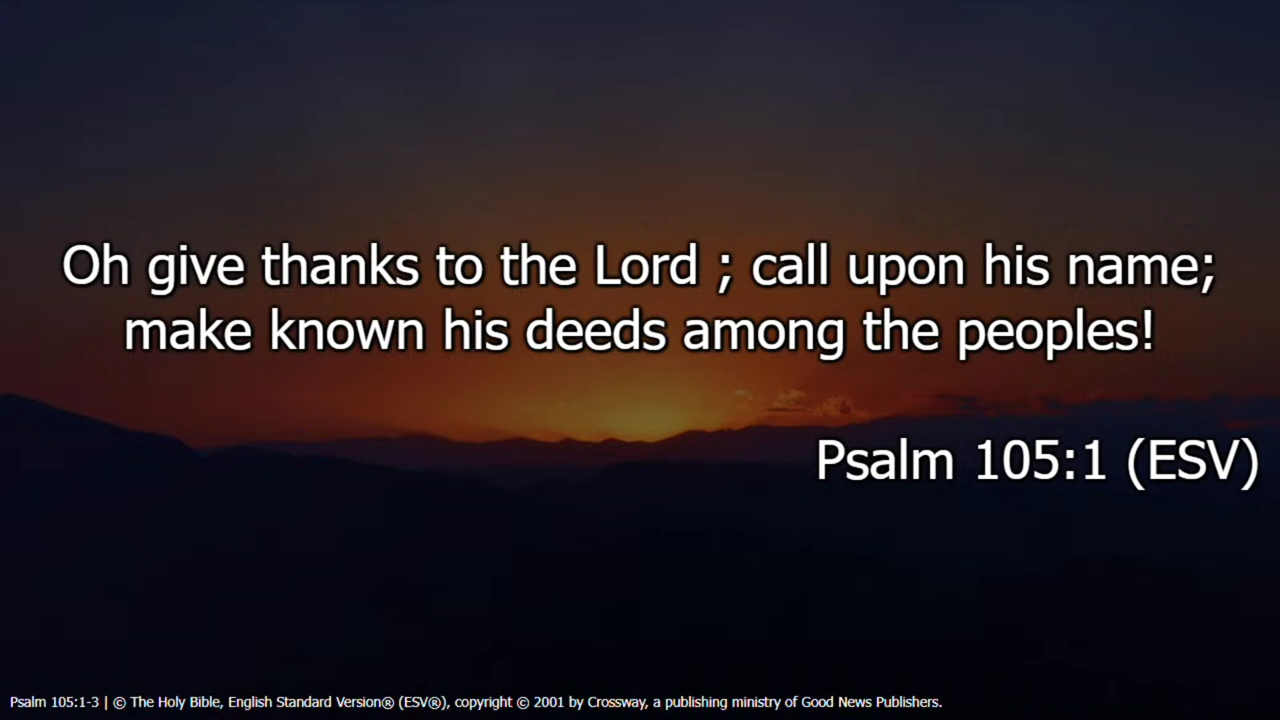 Oh give thanks to the Lord ; call upon his name;
make known his deeds among the peoples!
Psalm 105:1 (ESV)
Psalm 105:1-3 | © The Holy Bible, English Standard Version® (ESV®), copyright © 2001 by Crossway, a publishing ministry of Good News Publishers.